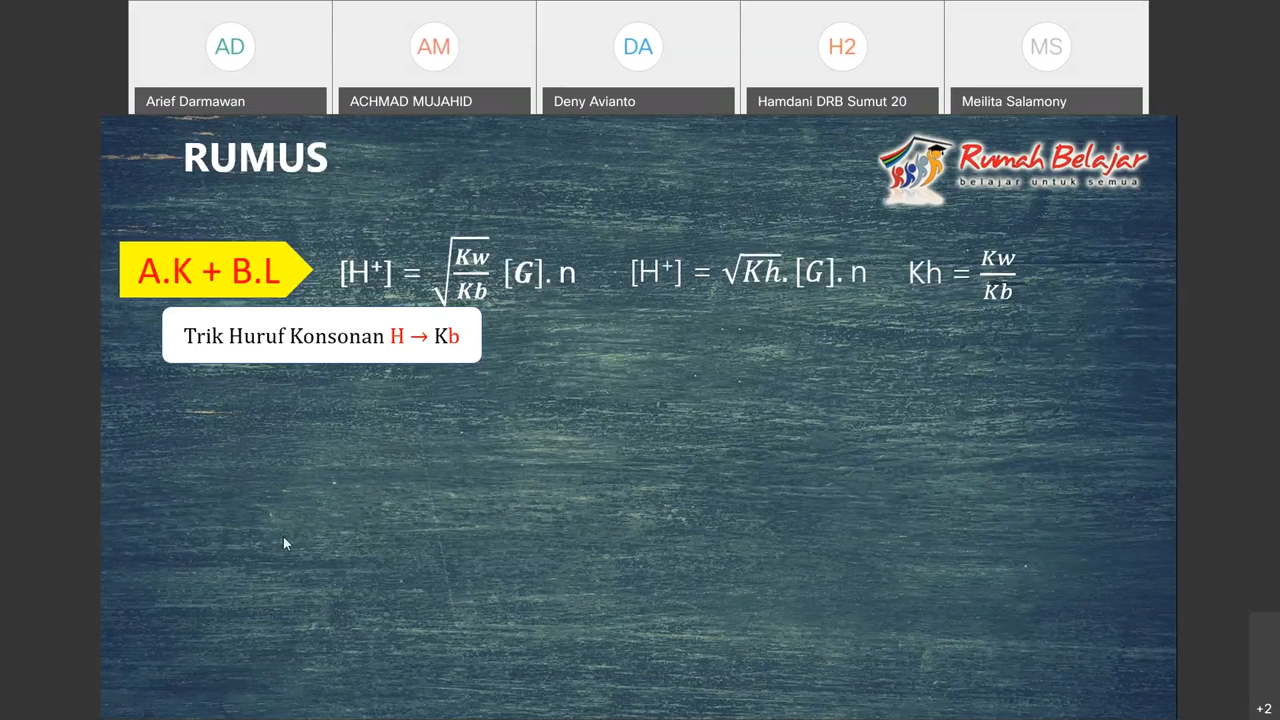 AD
AM
DA
H2
MS
Arief Darmawan
ACHMAD MUJAHID
Deny Avianto
Hamdani DRB Sumut 20
Meilita Salamony
RUMUS
Rumah Belajar
belajar untuk semua
A.K + B.L
[H⁺] = √(Kw/Kb) [G]. n
[H⁺] = √Kh. [G]. n
Kh = Kw/Kb
Trik Huruf Konsonan H → Kb
+2